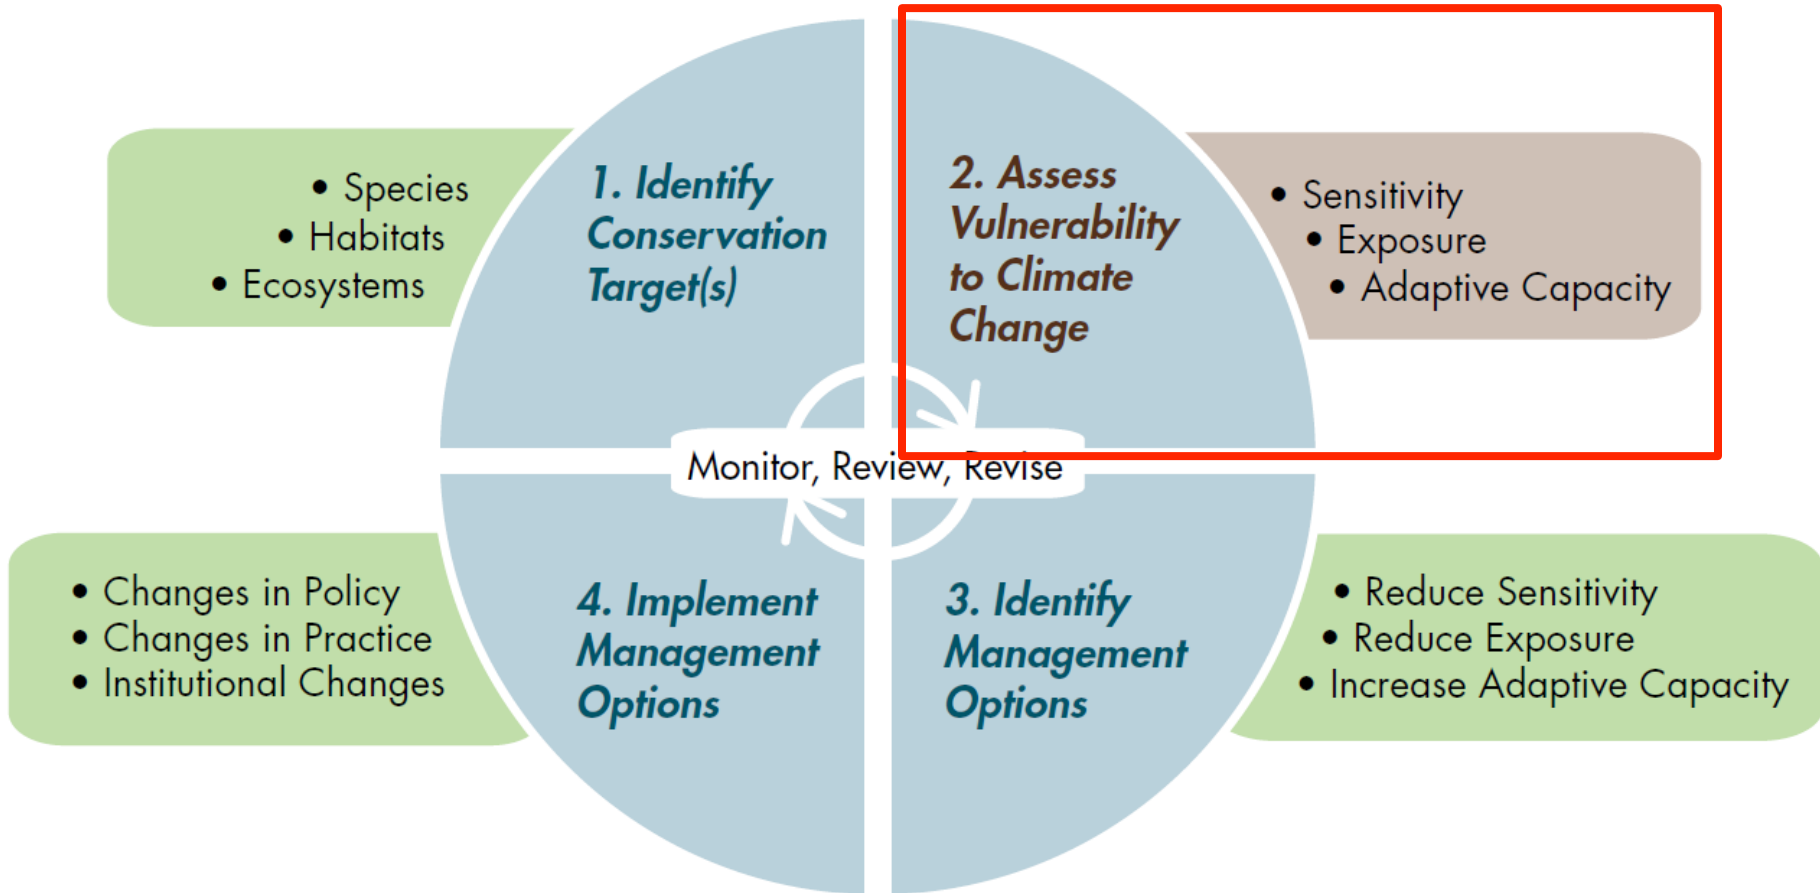 • Species
• Habitats
• Ecosystems
1. Identify
Conservation
Target(s)
2. Assess
Vulnerability
to Climate
Change
• Sensitivity
• Exposure
• Adaptive Capacity
Monitor, Review, Revise
• Changes in Policy
• Changes in Practice
• Institutional Changes
4. Implement
Management
Options
3. Identify
Management
Options
• Reduce Sensitivity
• Reduce Exposure
• Increase Adaptive Capacity